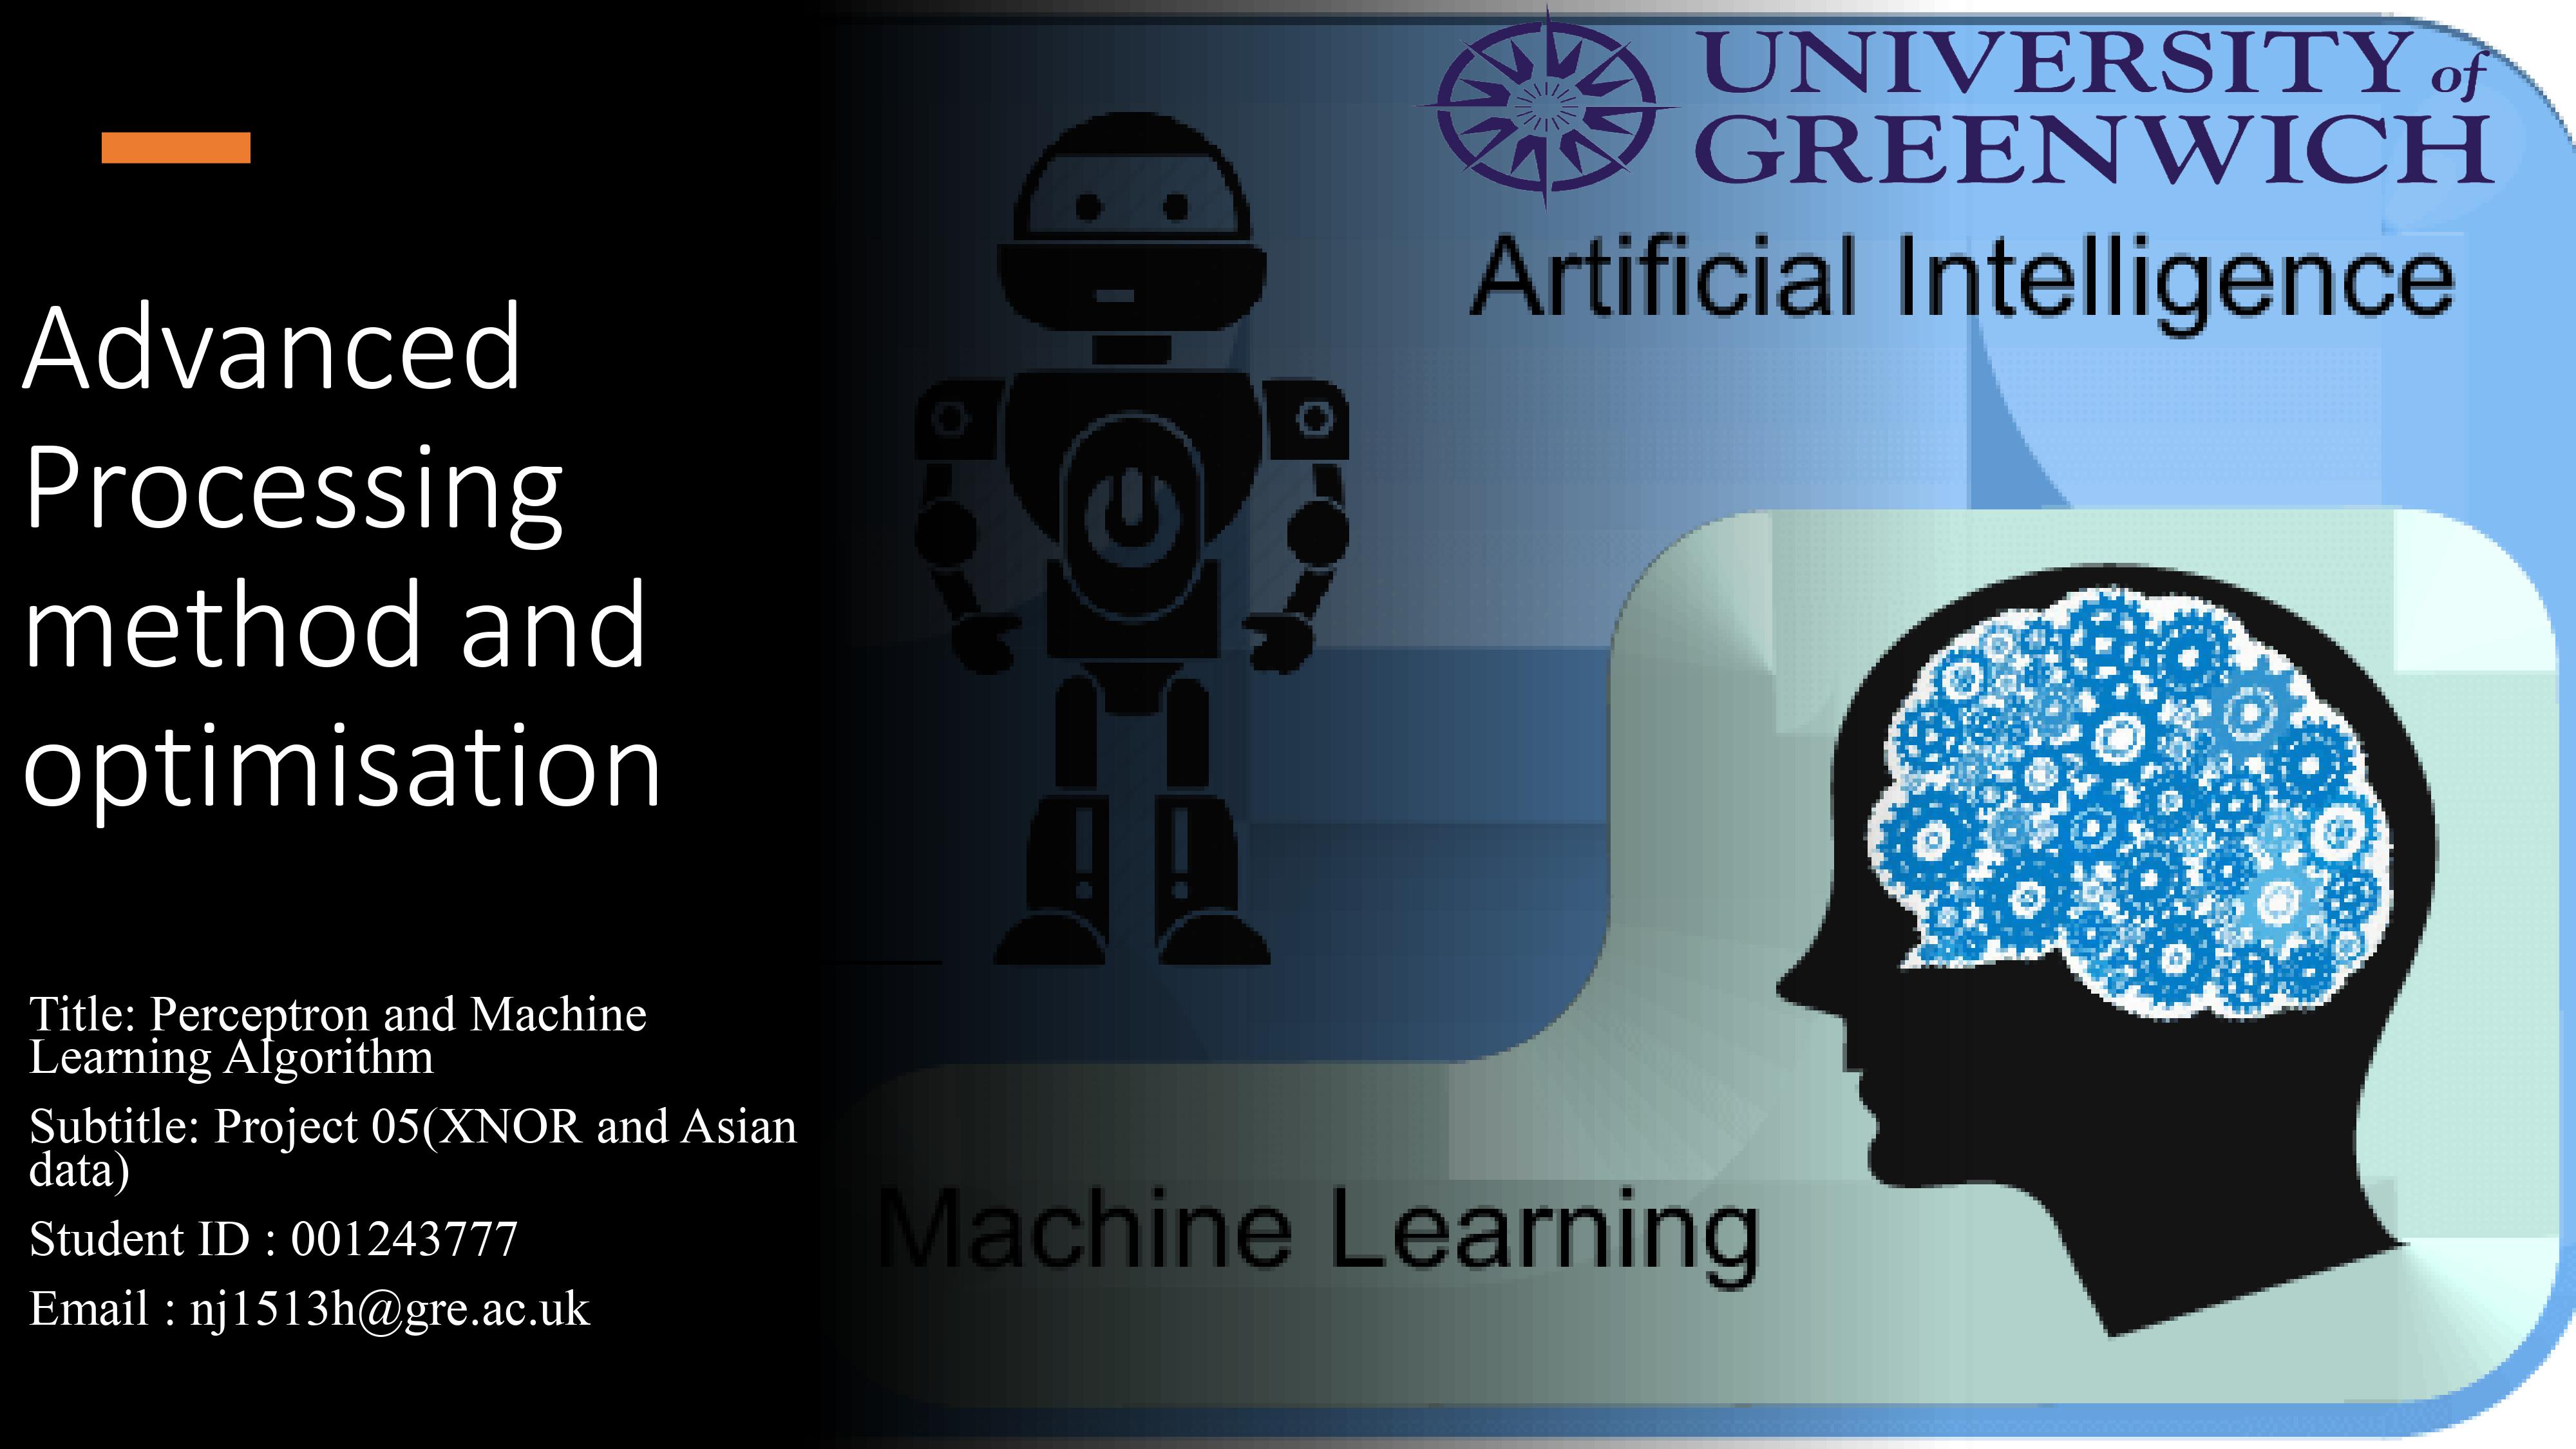 UNIVERSITY of
GREENWICH
Artificial Intelligence
Advanced
Processing
method and
optimisation
Title: Perceptron and Machine
Learning Algorithm
Subtitle: Project 05(XNOR and Asian
data)
Student ID : 001243777
Email : nj1513h@gre.ac.uk
Machine Learning